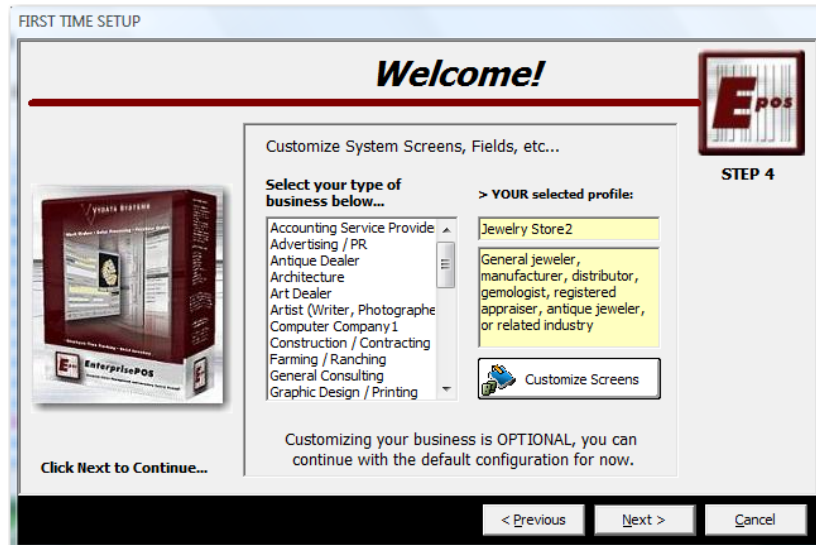 FIRST TIME SETUP
Welcome!
Epos
STEP 4
Customize System Screens, Fields, etc...
Select your type of
business below...
Accounting Service Provide
Advertising / PR
Antique Dealer
Architecture
Art Dealer
Artist (Writer, Photographe
Computer Company1
Construction / Contracting
Farming / Ranching
General Consulting
Graphic Design / Printing
> YOUR selected profile:
Jewelry Store2
General jeweler,
manufacturer, distributor,
gemologist, registered
appraiser, antique jeweler,
or related industry
Customize Screens
Customizing your business is OPTIONAL, you can
continue with the default configuration for now.
VYDATA SYSTEMS
Epos
EnterprisePOS
Click Next to Continue...
< Previous
Next >
Cancel